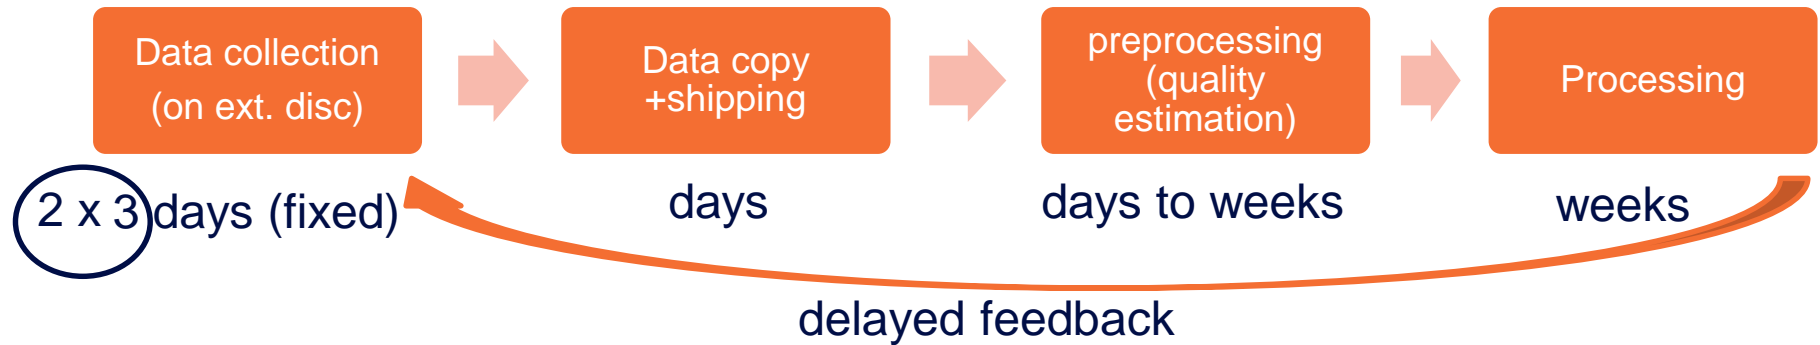 Data collection
(on ext. disc)
Data copy
+shipping
preprocessing
(quality
estimation)
Processing
2 x 3 days (fixed)
days
days to weeks
weeks
delayed feedback